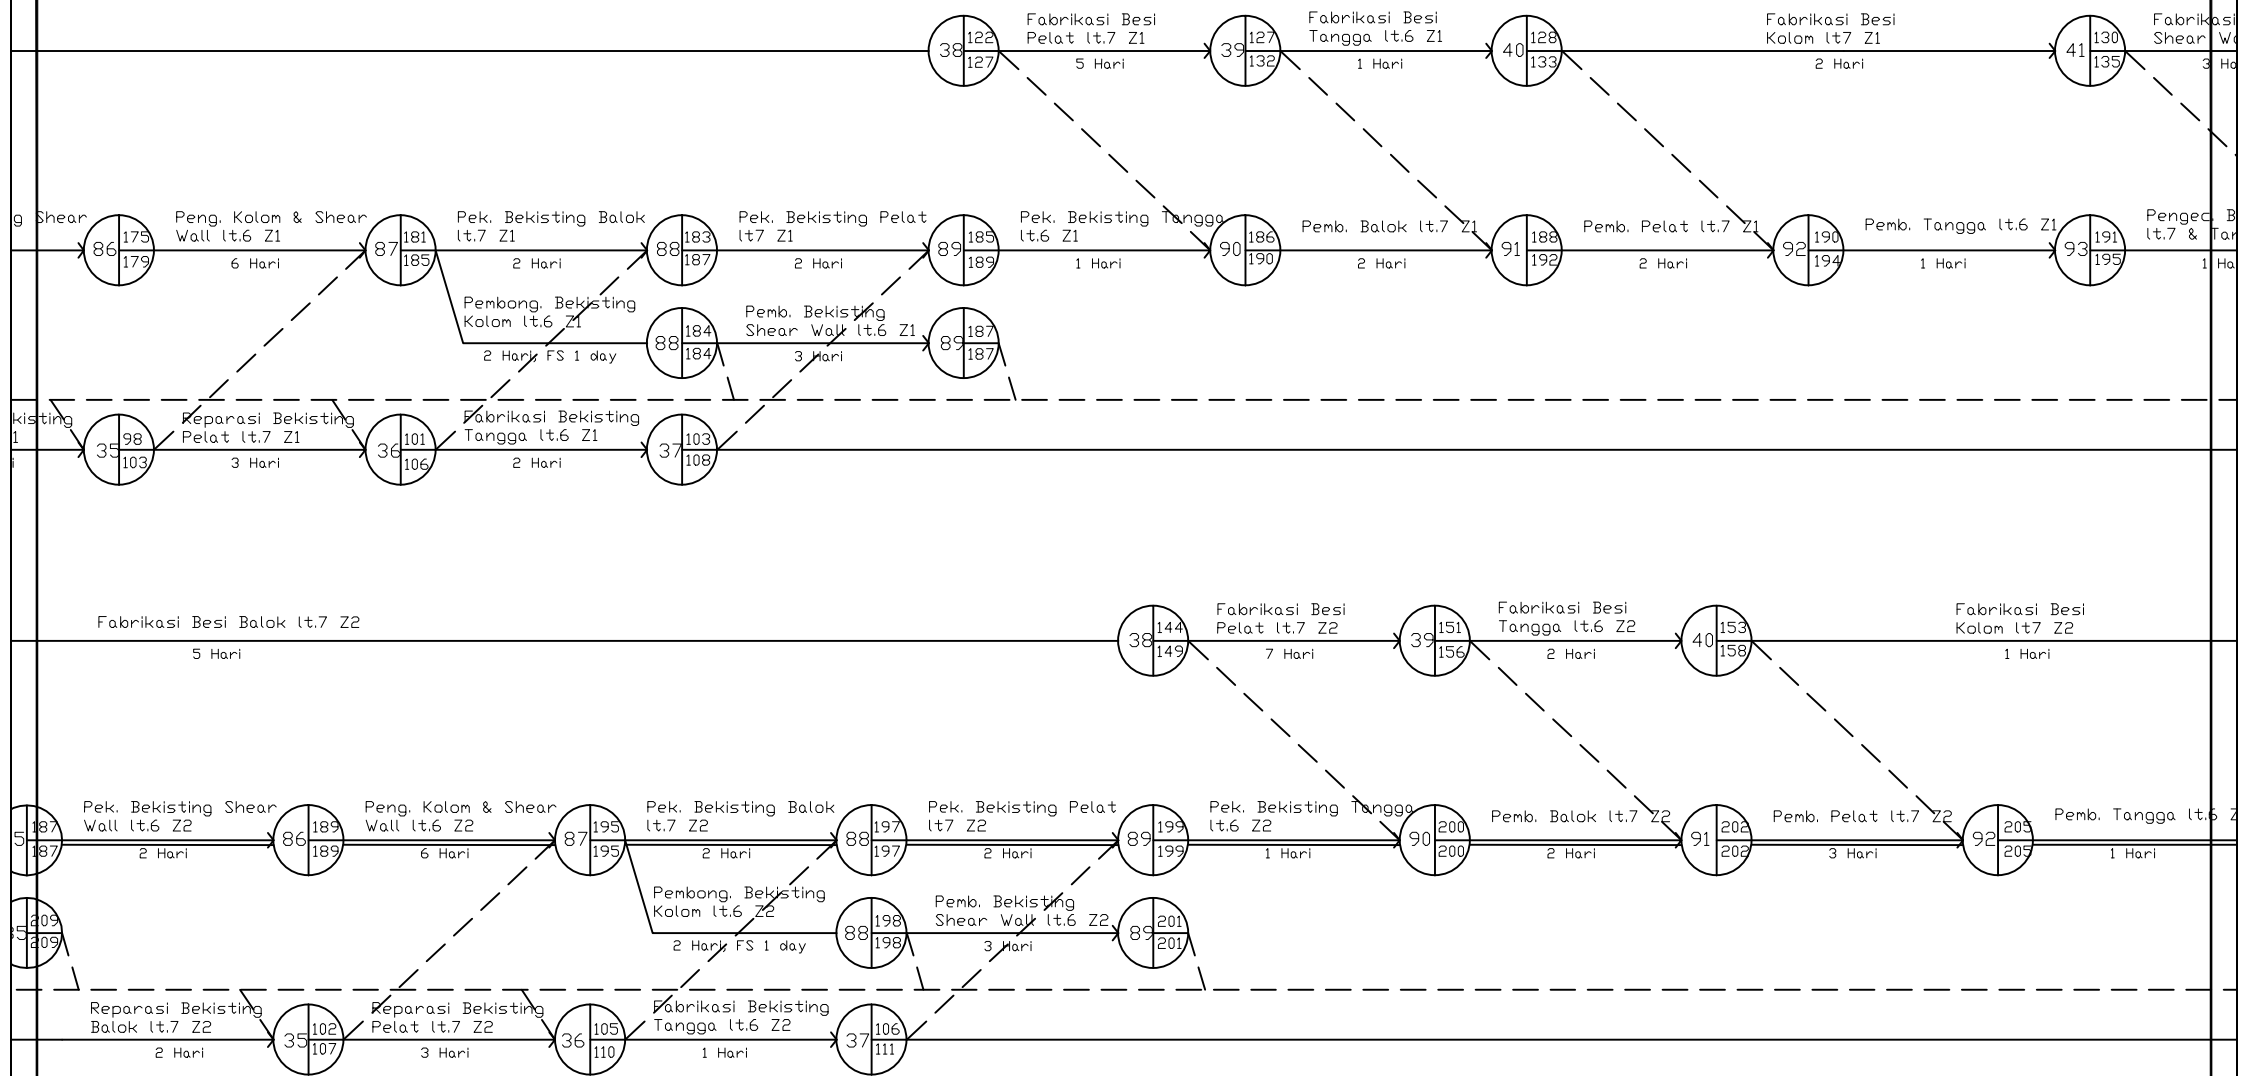 Fabrikasi Besi
Pelat lt.7 Z1
5 Hari
Fabrikasi Besi
Tangga lt.6 Z1
1 Hari
Fabrikasi Besi
Kolom lt7 Z1
2 Hari
Fabrikasi
Shear
3
38
122
127
39
127
132
40
128
133
41
130
135
g Shear
Peng. Kolom & Shear
Wall lt.6 Z1
6 Hari
Pek. Bekisting Balok
lt.7 Z1
2 Hari
Pek. Bekisting Pelat
lt7 Z1
2 Hari
Pek. Bekisting Tangga
lt.6 Z1
1 Hari
Pemb. Balok lt.7 Z1
2 Hari
Pemb. Pelat lt.7 Z1
2 Hari
Pemb. Tangga lt.6 Z1
1 Hari
Pengec. B
lt.7 & Tan
1 Ha
86
175
179
87
181
185
88
183
187
89
185
189
90
186
190
91
188
192
92
190
194
93
191
195
Pembong. Bekisting
Kolom lt.6 Z1
2 Hari, FS 1 day
88
184
184
Pemb. Bekisting
Shear Wall lt.6 Z1
3 Hari
89
187
187
kisting
1
i
35
98
103
Reparasi Bekisting
Pelat lt.7 Z1
3 Hari
36
101
106
Fabrikasi Bekisting
Tangga lt.6 Z1
2 Hari
37
103
108
Fabrikasi Besi Balok lt.7 Z2
5 Hari
38
144
149
Fabrikasi Besi
Pelat lt.7 Z2
7 Hari
39
151
156
Fabrikasi Besi
Tangga lt.6 Z2
2 Hari
40
153
158
Fabrikasi Besi
Kolom lt7 Z2
1 Hari
5
187
187
Pek. Bekisting Shear
Wall lt.6 Z2
2 Hari
86
189
189
Peng. Kolom & Shear
Wall lt.6 Z2
6 Hari
87
195
195
Pek. Bekisting Balok
lt.7 Z2
2 Hari
88
197
197
Pek. Bekisting Pelat
lt7 Z2
2 Hari
89
199
199
Pek. Bekisting Tangga
lt.6 Z2
1 Hari
90
200
200
Pemb. Balok lt.7 Z2
2 Hari
91
202
202
Pemb. Pelat lt.7 Z2
3 Hari
92
205
205
Pemb. Tangga lt.6 Z
1 Hari
35
209
209
Pembong. Bekisting
Kolom lt.6 Z2
2 Hari, FS 1 day
88
198
198
Pemb. Bekisting
Shear Wall lt.6 Z2
3 Hari
89
201
201
Reparasi Bekisting
Balok lt.7 Z2
2 Hari
35
102
107
Reparasi Bekisting
Pelat lt.7 Z2
3 Hari
36
105
110
Fabrikasi Bekisting
Tangga lt.6 Z2
1 Hari
37
106
111